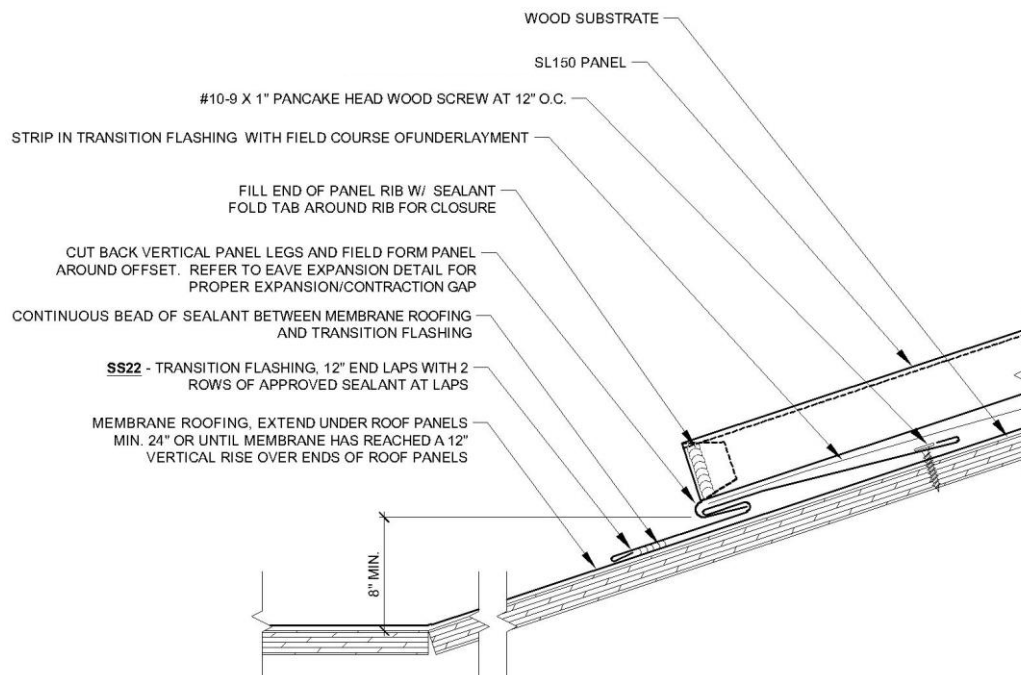 WOOD SUBSTRATE
SL150 PANEL
#10-9 X 1" PANCAKE HEAD WOOD SCREW AT 12" O.C.
STRIP IN TRANSITION FLASHING WITH FIELD COURSE OFUNDERLAYMENT
FILL END OF PANEL RIB W/ SEALANT
FOLD TAB AROUND RIB FOR CLOSURE
CUT BACK VERTICAL PANEL LEGS AND FIELD FORM PANEL
AROUND OFFSET. REFER TO EAVE EXPANSION DETAIL FOR
PROPER EXPANSION/CONTRACTION GAP
CONTINUOUS BEAD OF SEALANT BETWEEN MEMBRANE ROOFING
AND TRANSITION FLASHING
SS22 - TRANSITION FLASHING, 12" END LAPS WITH 2
ROWS OF APPROVED SEALANT AT LAPS
MEMBRANE ROOFING, EXTEND UNDER ROOF PANELS
MIN. 24" OR UNTIL MEMBRANE HAS REACHED A 12"
VERTICAL RISE OVER ENDS OF ROOF PANELS
8" MIN.